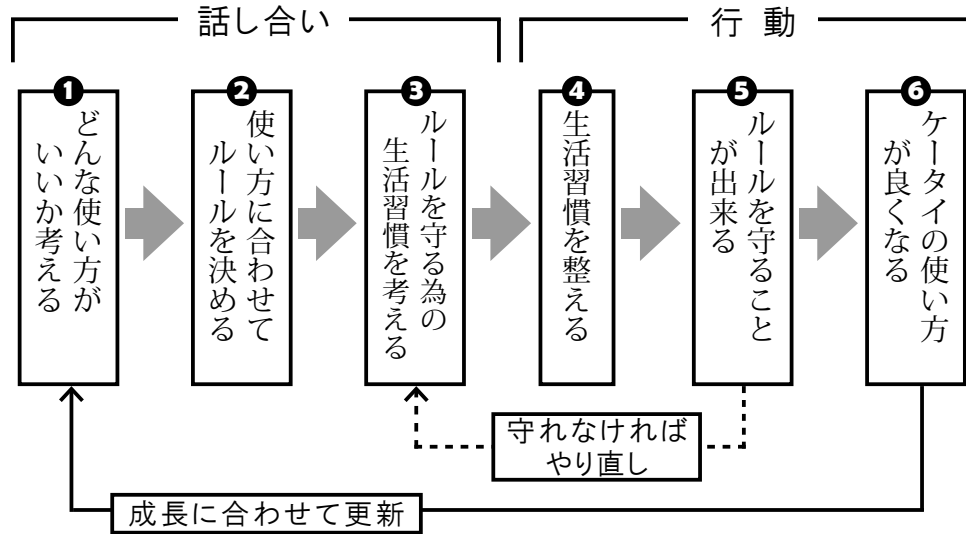 話し合い
行動
❶
どんな使い方が
いいか考える
❷
使い方に合わせて
ルールを決める
❸
ルールを守る為の
生活習慣を考える
❹
生活習慣を整える
❺
ルールを守ること
が出来る
❻
ケータイの使い方
が良くなる
守れなければ
やり直し
成長に合わせて更新